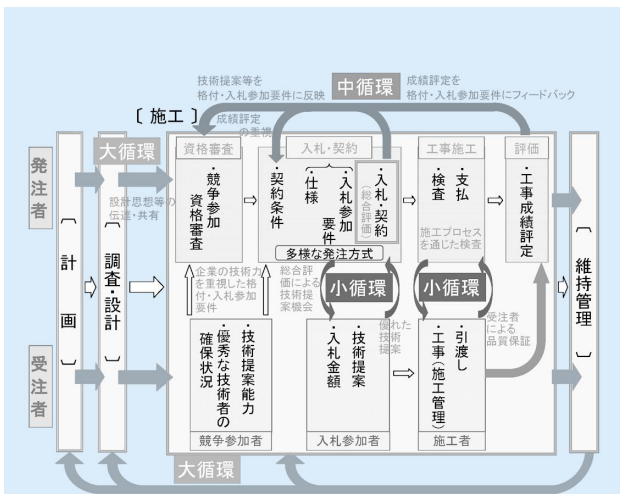 技術提案等を
格付・入札参加要件に反映
中循環
成績評定を
格付・入札参加要件にフィードバック
〔 施工 〕
成績評定
の重視
発注者
大循環
資格審査
入札・契約
工事施工
評価
・競争参加
資格審査
・契約条件
・仕様
・入札参加
要件
・入札・契約
(総合評価)
・検査
・支払
・工事成績評定
設計思想等の
伝達・共有
施工プロセス
を通じた検査
多様な発注方式
〔 計画 〕
〔 調査・設計 〕
〔 維持管理 〕
企業の技術力
を重視した格
付・入札参加
要件
総合評
価による
技術提
案機会
小循環
小循環
優れた
技術
提案
受注者
による
品質保証
受注者
・技術提案能力
・優秀な技術者の
確保状況
・技術提案
・入札金額
・引渡し
・工事(施工管理)
競争参加者
入札参加者
施工者
大循環